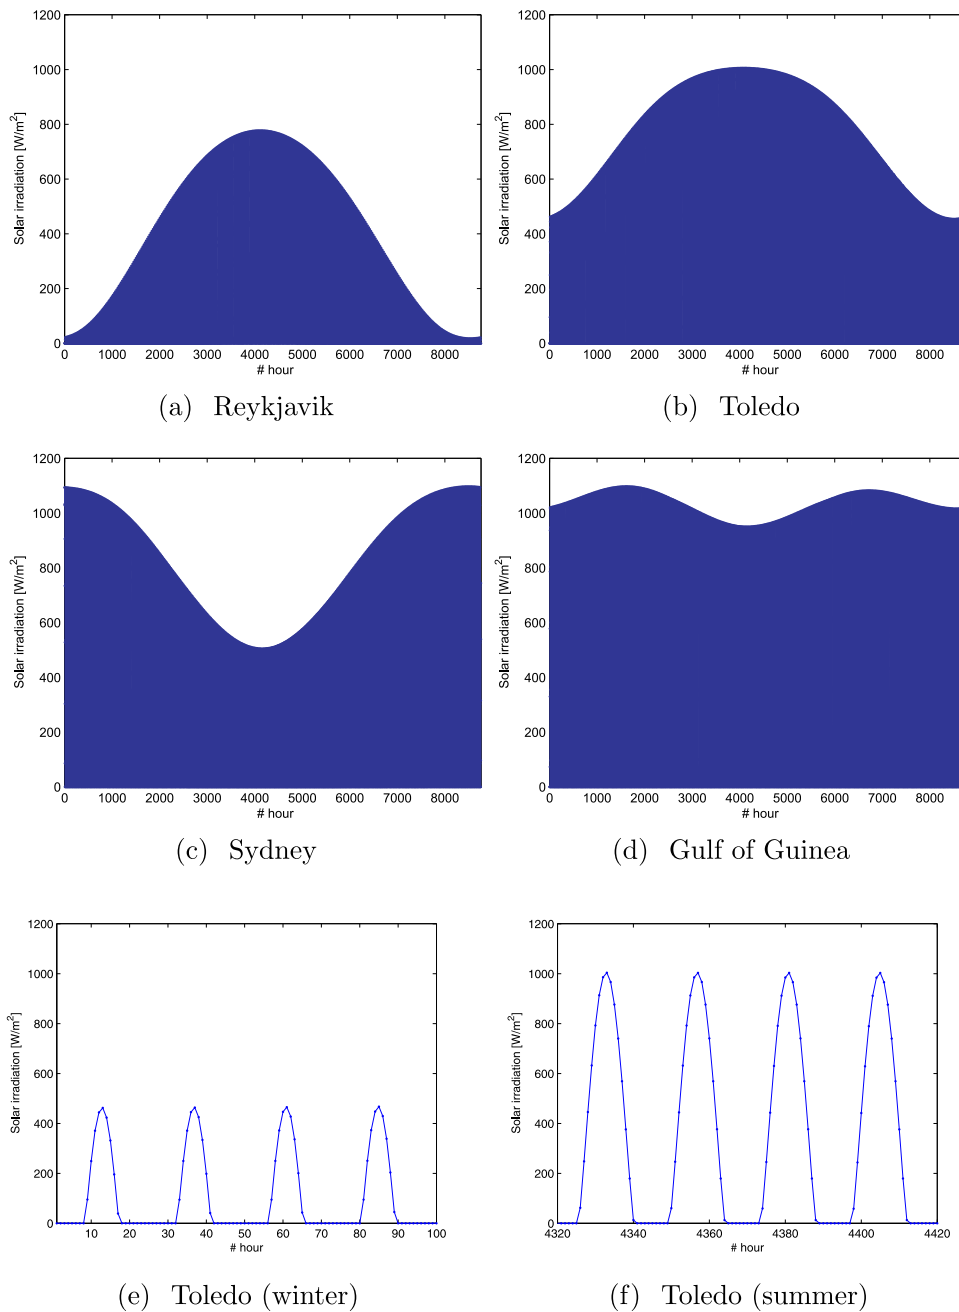 1200
1000
800
600
400
200
0
Solar irradiation [W/m²]
0 1000 2000 3000 4000 5000 6000 7000 8000
# hour
(a) Reykjavik
1200
1000
800
600
400
200
0
Solar irradiation [W/m²]
0 1000 2000 3000 4000 5000 6000 7000 8000
# hour
(b) Toledo
1200
1000
800
600
400
200
0
Solar irradiation [W/m²]
0 1000 2000 3000 4000 5000 6000 7000 8000
# hour
(c) Sydney
1200
1000
800
600
400
200
0
Solar irradiation [W/m²]
0 1000 2000 3000 4000 5000 6000 7000 8000
# hour
(d) Gulf of Guinea
1200
1000
800
600
400
200
0
Solar irradiation [W/m²]
10 20 30 40 50 60 70 80 90 100
# hour
(e) Toledo (winter)
1200
1000
800
600
400
200
0
Solar irradiation [W/m²]
4320 4340 4360 4380 4400 4420
# hour
(f) Toledo (summer)